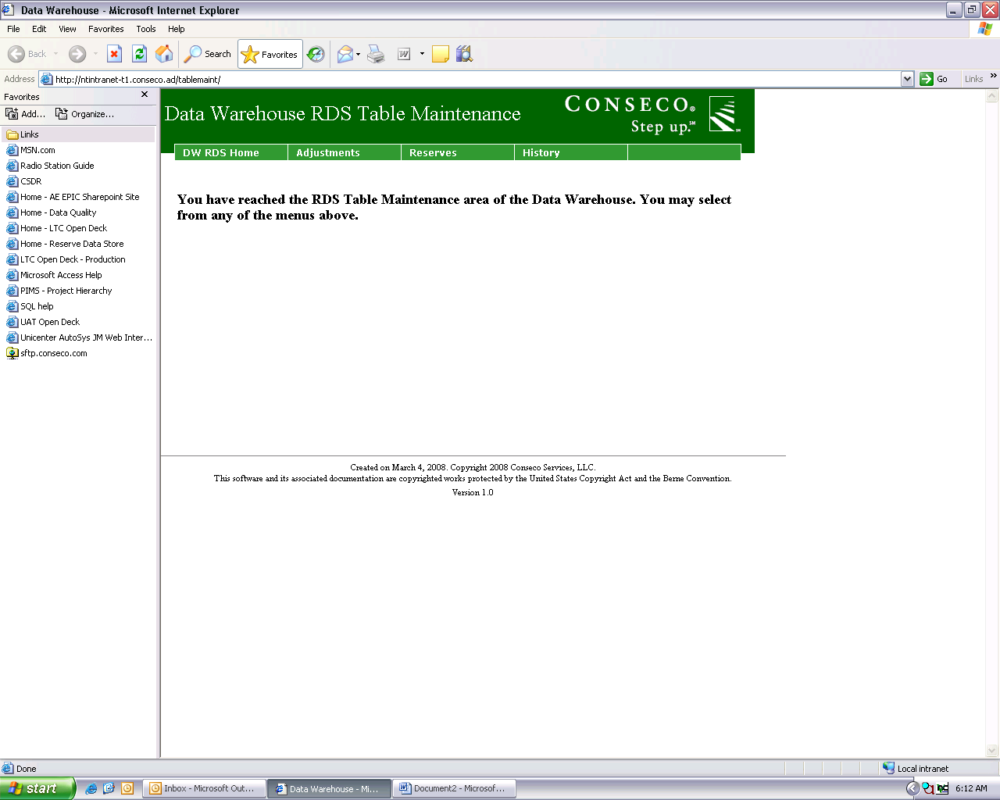 Data Warehouse - Microsoft Internet Explorer
File Edit View Favorites Tools Help
Back Search Favorites
Address http://ntintranet-t1.conseco.ad/tablemaint/ Go Links »
Favorites
Add... Organize...
Links
MSN.com
Radio Station Guide
CSDR
Home - AE EPIC Sharepoint Site
Home - Data Quality
Home - LTC Open Deck
Home - Reserve Data Store
LTC Open Deck - Production
Microsoft Access Help
PIMS - Project Hierarchy
SQL help
UAT Open Deck
Unicenter AutoSys JM Web Inter...
sftp.conseco.com
Data Warehouse RDS Table Maintenance
CONSECO®
Step up.℠
DW RDS Home Adjustments Reserves History
You have reached the RDS Table Maintenance area of the Data Warehouse. You may select
from any of the menus above.
Created on March 4, 2008. Copyright 2008 Conseco Services, LLC.
This software and its associated documentation are copyrighted works protected by the United States Copyright Act and the Berne Convention.
Version 1.0
Done Local intranet
start Inbox - Microsoft Out... Data Warehouse - Mi... Document2 - Microsof... 6:12 AM